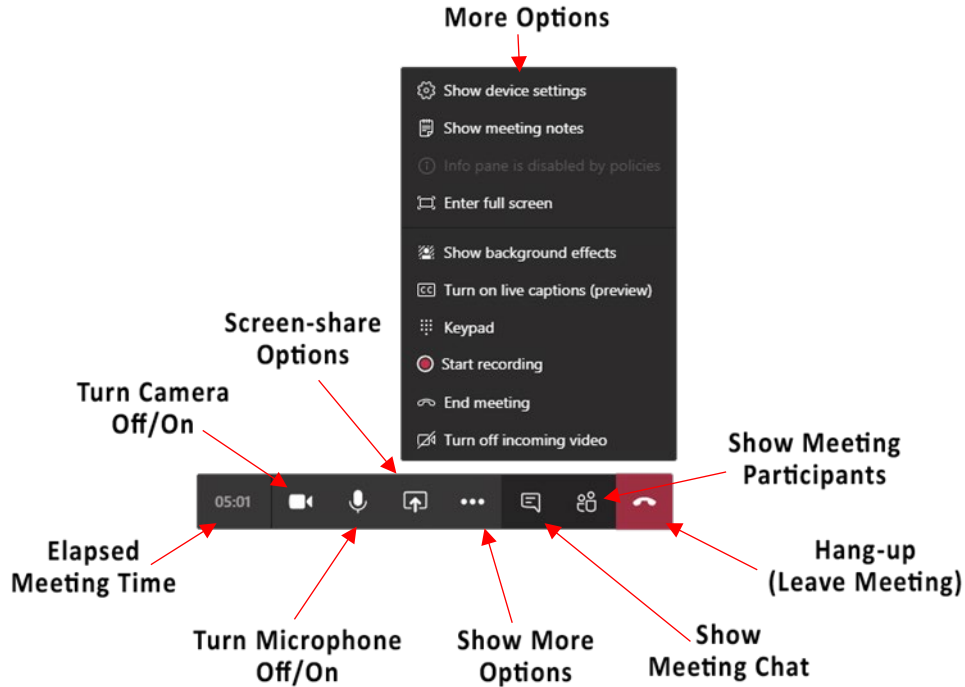 More Options
Show device settings
Show meeting notes
Info pane is disabled by policies
Enter full screen
Show background effects
CC Turn on live captions (preview)
Keypad
Start recording
End meeting
Turn off incoming video
Screen-share
Options
Turn Camera
Off/On
Show Meeting
Participants
05:01
Elapsed
Meeting Time
Hang-up
(Leave Meeting)
Turn Microphone
Off/On
Show More
Options
Show
Meeting Chat